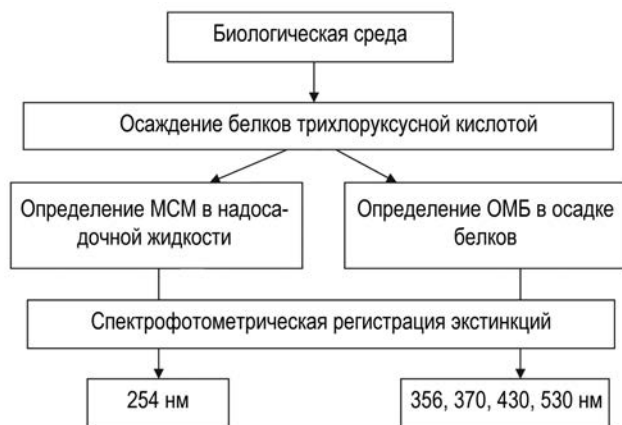 Биологическая среда
Осаждение белков трихлоруксусной кислотой
Определение МСМ в надоса-
дочной жидкости
Определение ОМБ в осадке
белков
Спектрофотометрическая регистрация экстинкций
254 нм
356, 370, 430, 530 нм